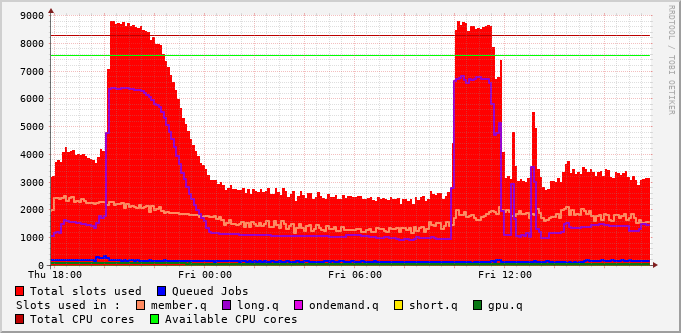 9000
8000
7000
6000
5000
4000
3000
2000
1000
0
Thu 18:00 Fri 00:00 Fri 06:00 Fri 12:00
Total slots used Queued Jobs
Slots used in : member.q long.q ondemand.q short.q gpu.q
Total CPU cores Available CPU cores
RRDTOOL / TOBI OETIKER